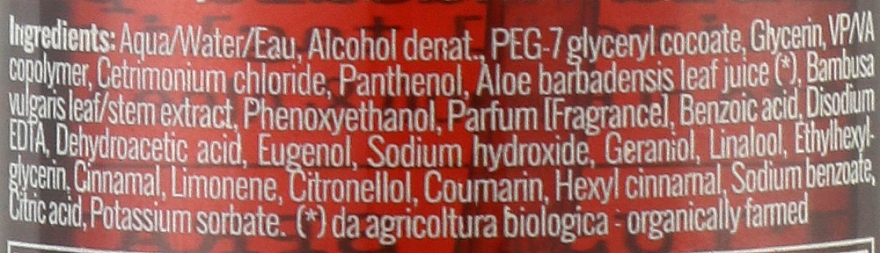 Ingredients: Aqua/Water/Eau, Alcohol denat., PEG-7 glyceryl cocoate, Glycerin, VP/VA
copolymer, Cetrimonium chloride, Panthenol, Aloe barbadensis leaf juice (*), Bambusa
vulgaris leaf/stem extract, Phenoxyethanol, Parfum [Fragrance], Benzoic acid, Disodium
EDTA, Dehydroacetic acid, Eugenol, Sodium hydroxide, Geraniol, Linalool, Ethylhexyl-
glycerin, Cinnamal, Limonene, Citronellol, Coumarin, Hexyl cinnamal, Sodium benzoate,
Citric acid, Potassium sorbate. (*) da agricoltura biologica - organically farmed